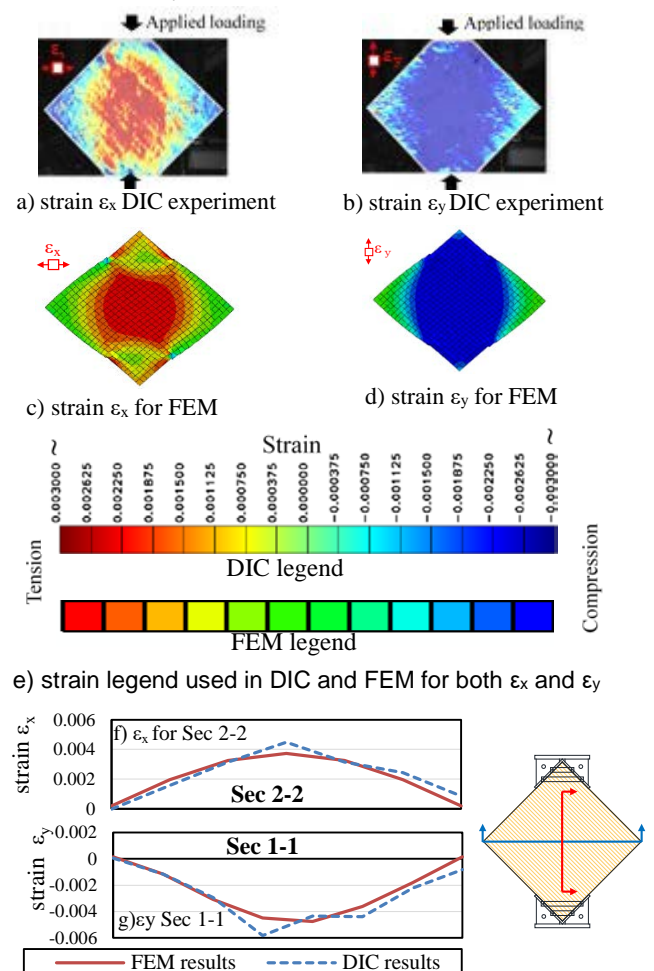 Applied loading Applied loading
εx εy
a) strain εx DIC experiment b) strain εy DIC experiment
εx εy
c) strain εx for FEM d) strain εy for FEM
~ Strain ~
0.003000 0.002625 0.002250 0.001875 0.001500 0.001125 0.000750 0.000375 0.000000 -0.000375 -0.000750 -0.001125 -0.001500 -0.001875 -0.002250 -0.002625 -0.003000
Tension DIC legend Compression
FEM legend
e) strain legend used in DIC and FEM for both εx and εy
strain εx
0.006
0.004
0.002
0
f) εx for Sec 2-2
Sec 2-2
strain εy
0.002
0
-0.002
-0.004
-0.006
Sec 1-1
g)εy Sec 1-1
FEM results DIC results